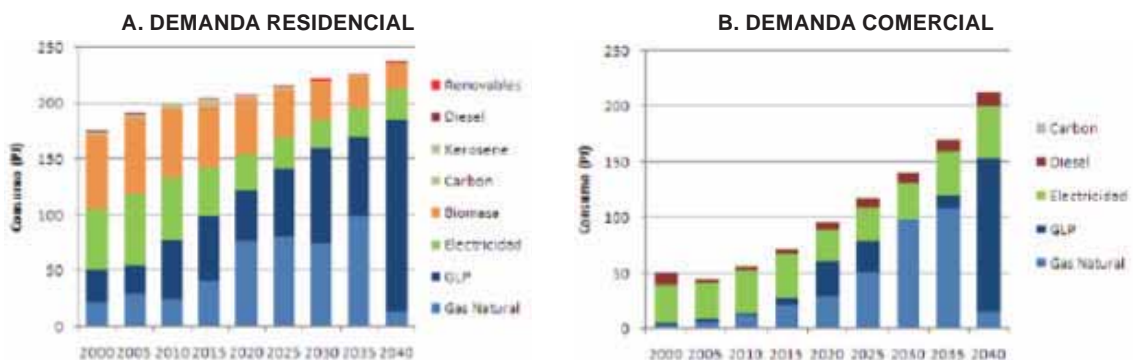 A. DEMANDA RESIDENCIAL
250
200
150
100
50
0
Consumo (PJ)
2000 2005 2010 2015 2020 2025 2030 2035 2040
Renovables
Diesel
Kerosene
Carbon
Biomasa
Electricidad
GLP
Gas Natural
B. DEMANDA COMERCIAL
250
200
150
100
50
0
Consumo (PJ)
2000 2005 2010 2015 2020 2025 2030 2035 2040
Carbon
Diesel
Electricidad
GLP
Gas Natural